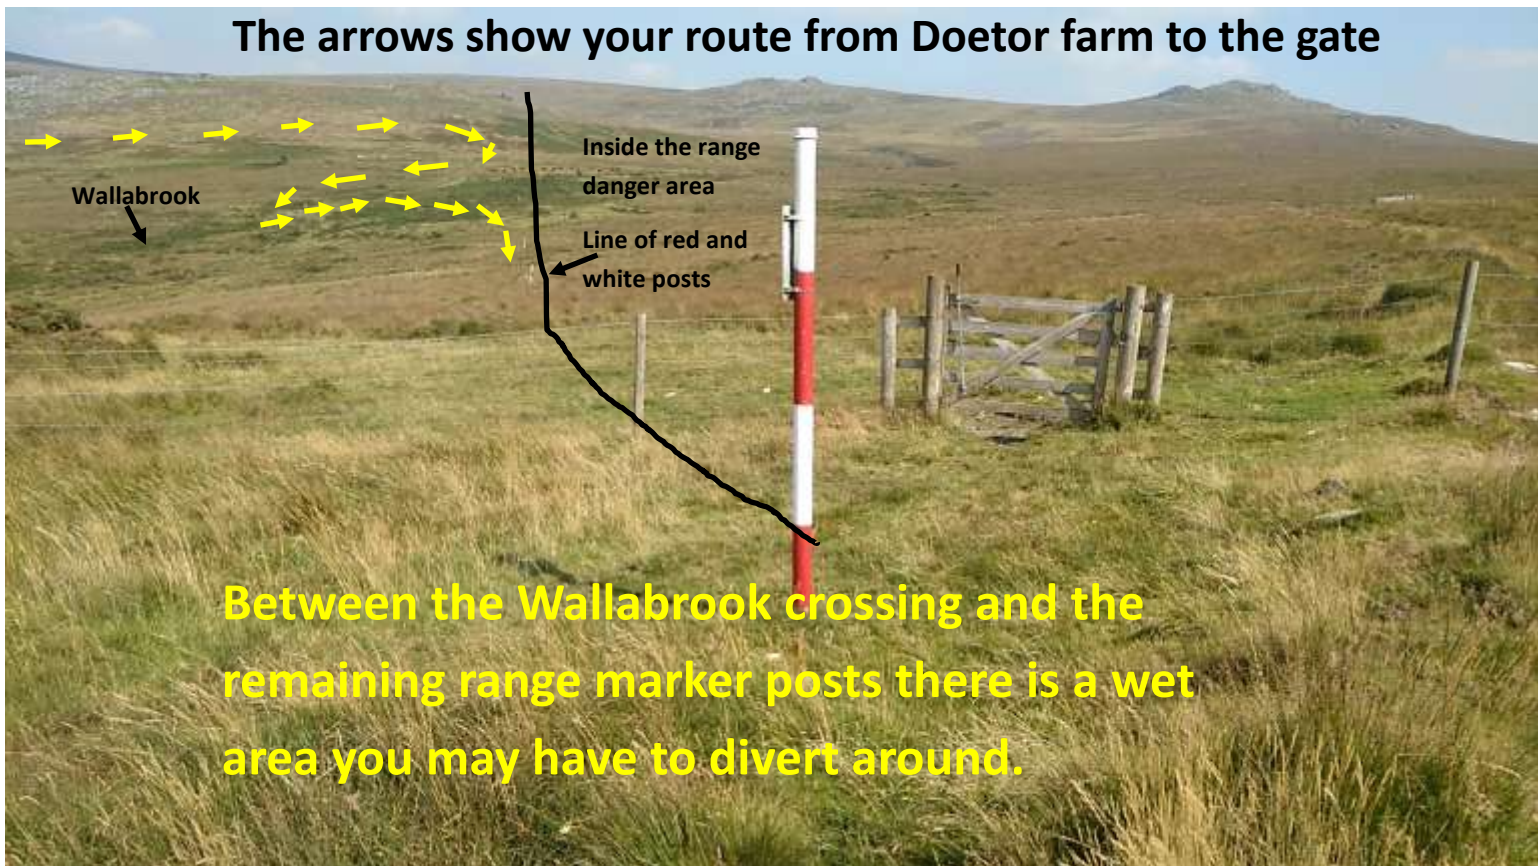 The arrows show your route from Doetor farm to the gate
Inside the range
danger area
Wallabrook
Line of red and
white posts
Between the Wallabrook crossing and the
remaining range marker posts there is a wet
area you may have to divert around.